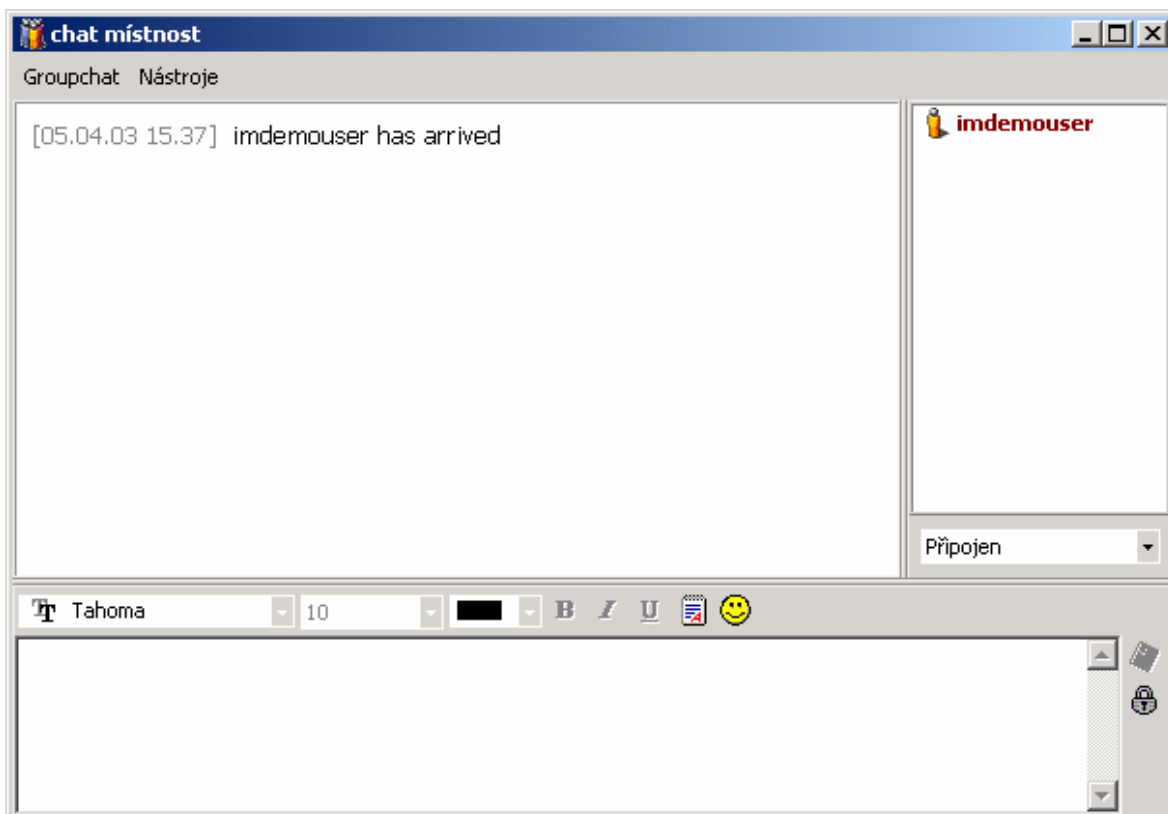 chat místnost
Groupchat Nástroje
[05.04.03 15.37] imdemouser has arrived
imdemouser
Připojen
Tahoma 10 B I U